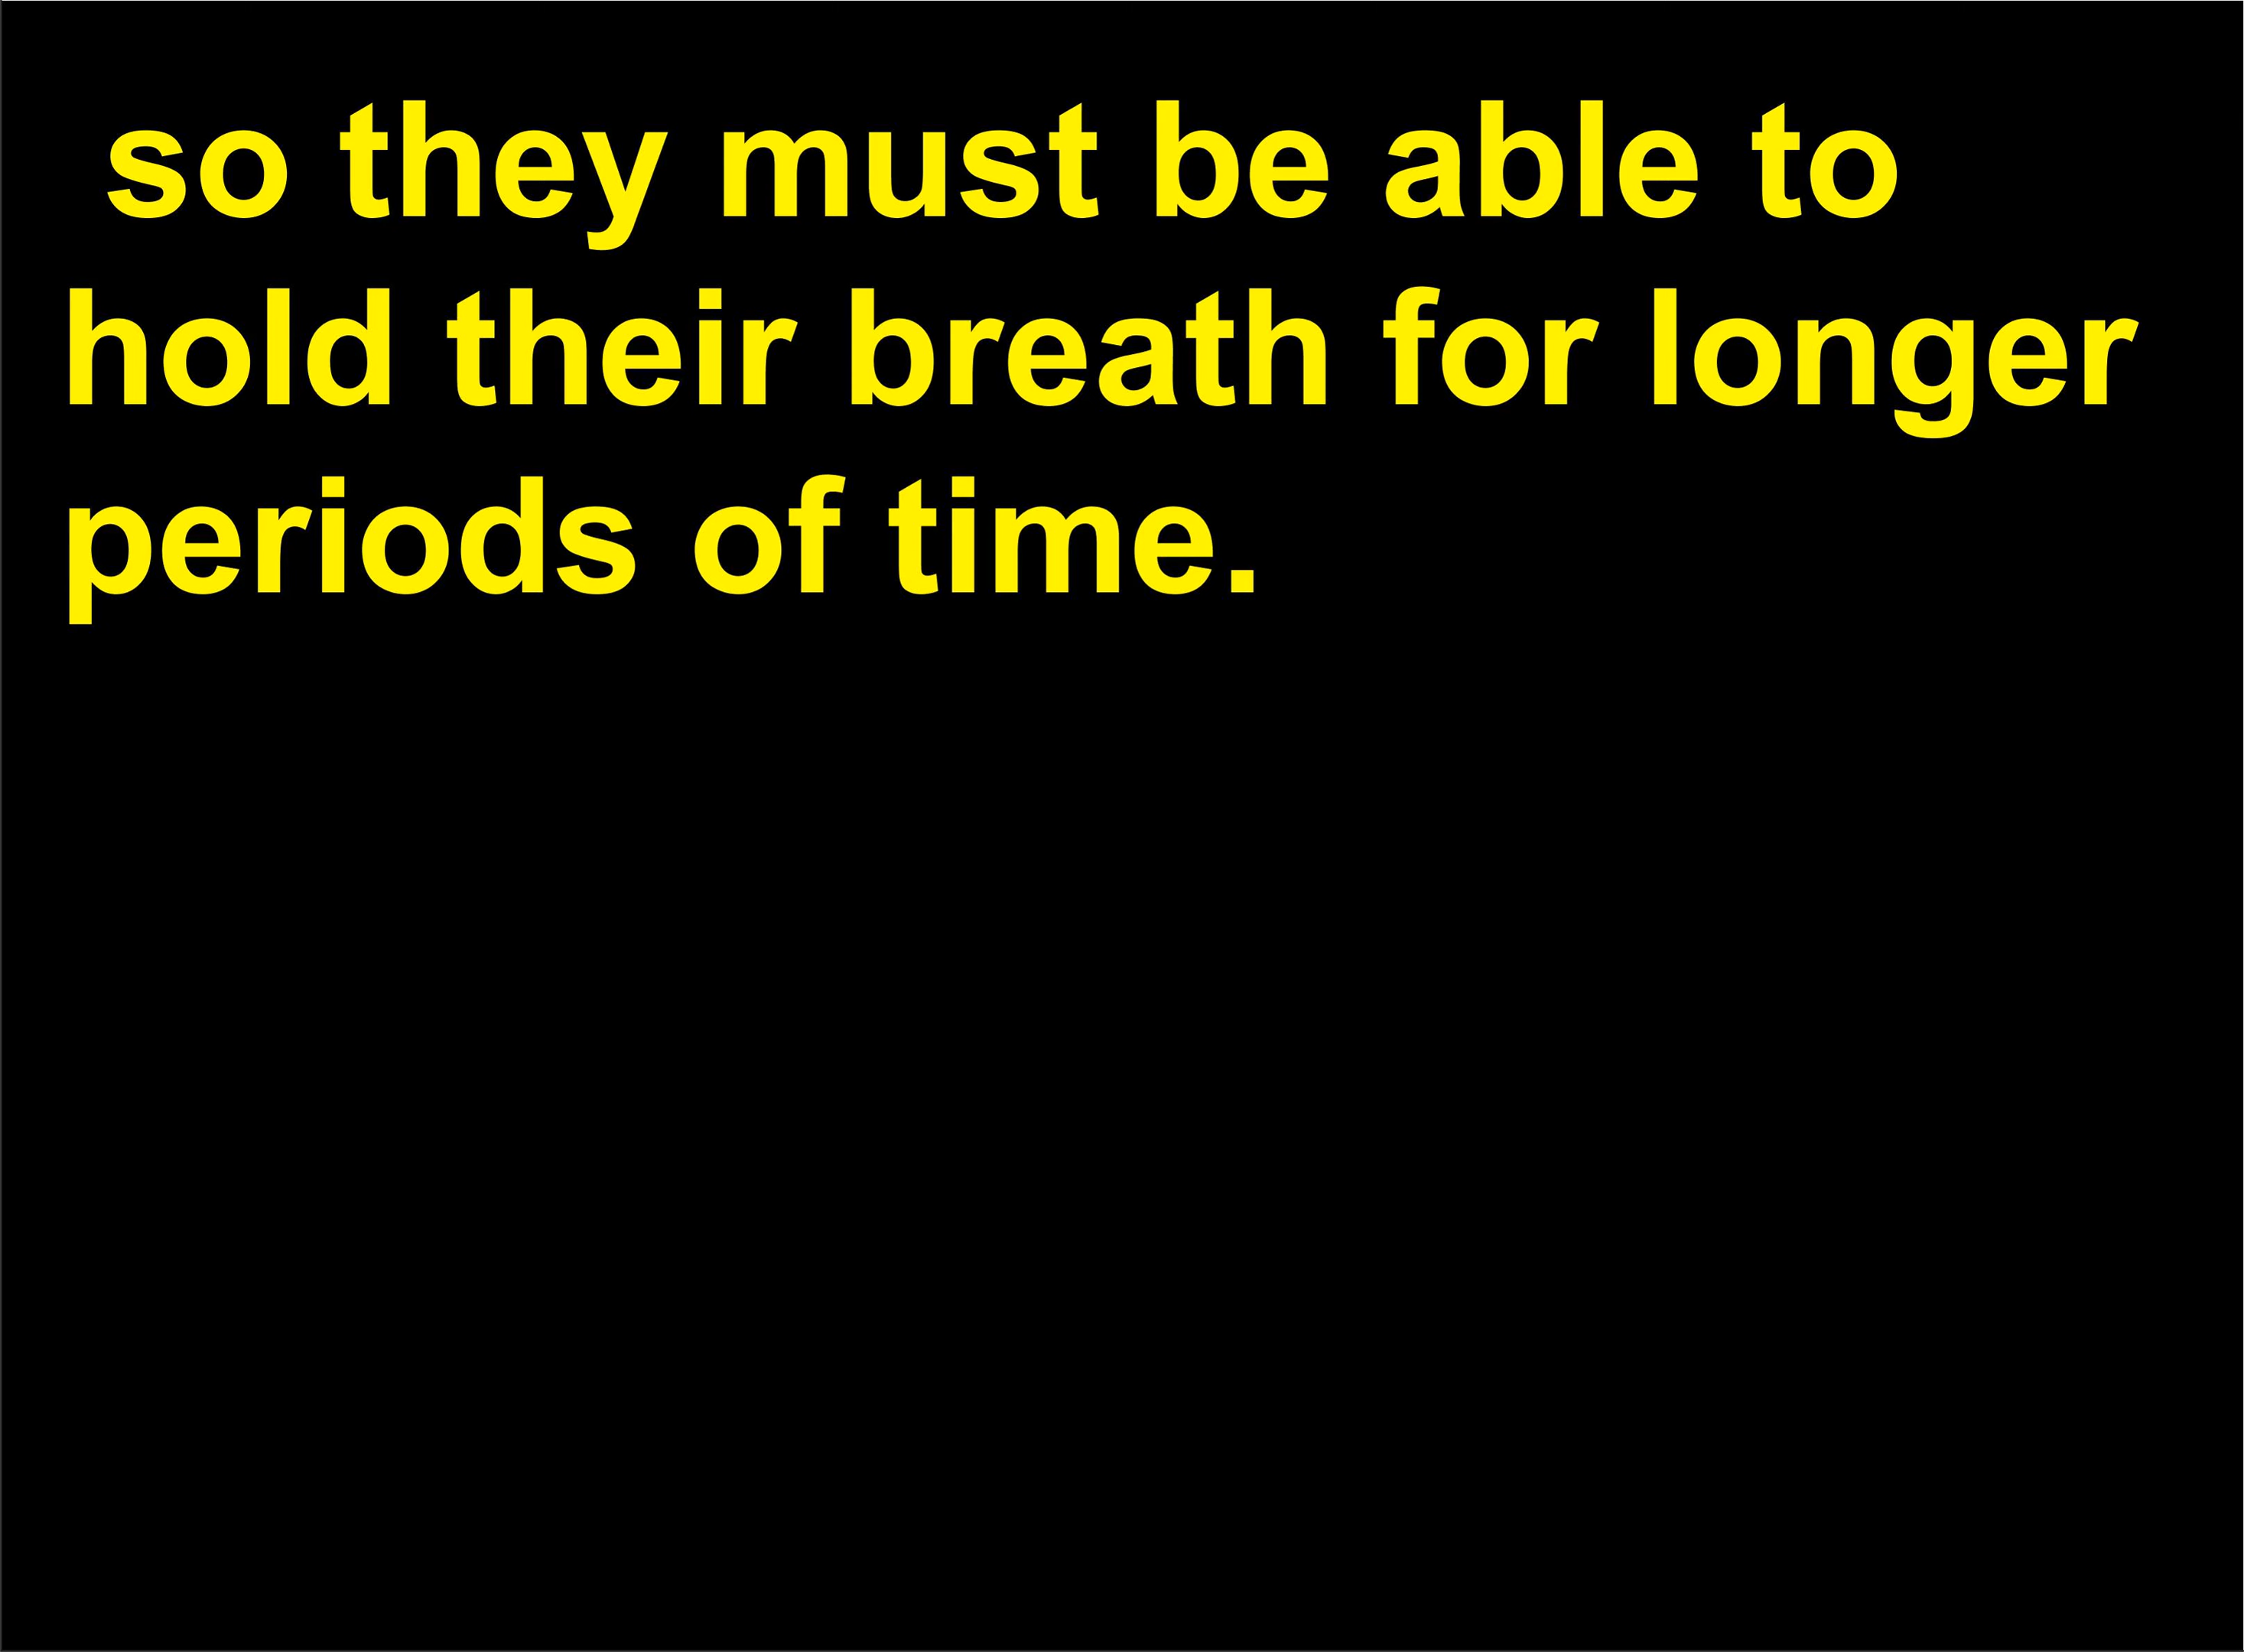 so they must be able to
hold their breath for longer
periods of time.